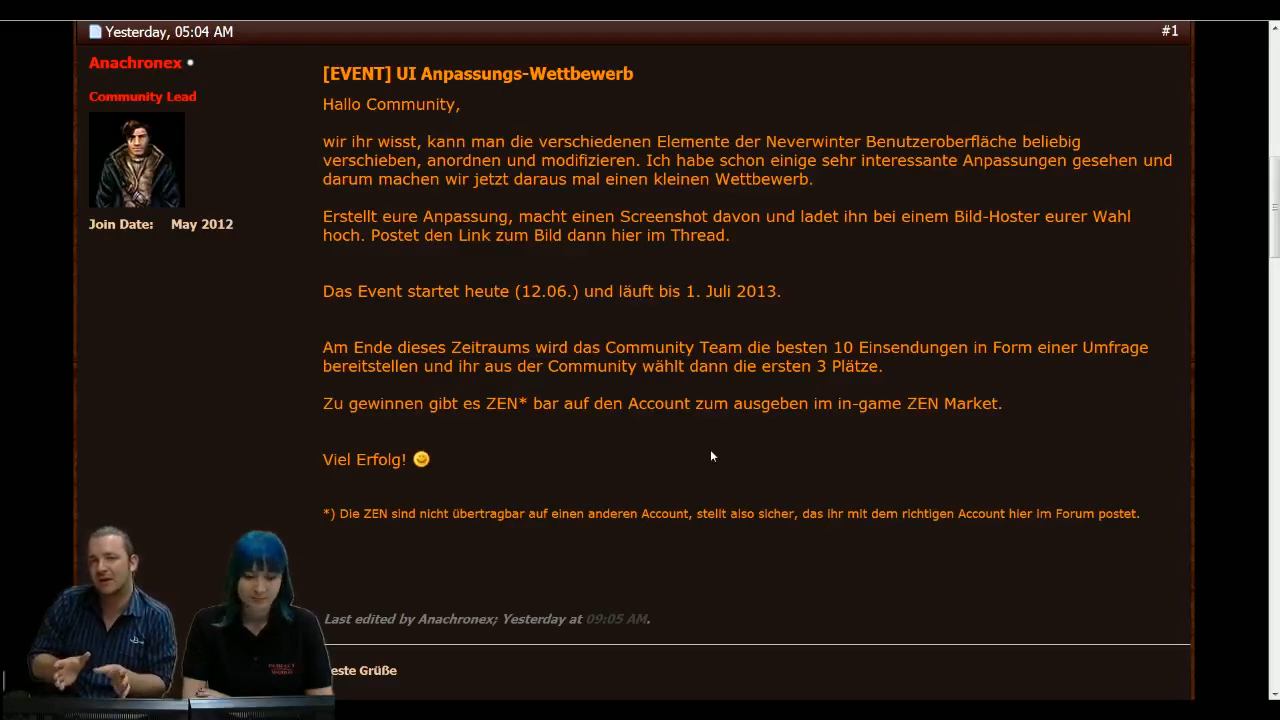 Yesterday, 05:04 AM
#1
Anachronex
Community Lead
Join Date: May 2012
[EVENT] UI Anpassungs-Wettbewerb
Hallo Community,
wir ihr wisst, kann man die verschiedenen Elemente der Neverwinter Benutzeroberfläche beliebig
verschieben, anordnen und modifizieren. Ich habe schon einige sehr interessante Anpassungen gesehen und
darum machen wir jetzt daraus mal einen kleinen Wettbewerb.
Erstellt eure Anpassung, macht einen Screenshot davon und ladet ihn bei einem Bild-Hoster eurer Wahl
hoch. Postet den Link zum Bild dann hier im Thread.
Das Event startet heute (12.06.) und läuft bis 1. Juli 2013.
Am Ende dieses Zeitraums wird das Community Team die besten 10 Einsendungen in Form einer Umfrage
bereitstellen und ihr aus der Community wählt dann die ersten 3 Plätze.
Zu gewinnen gibt es ZEN* bar auf den Account zum ausgeben im in-game ZEN Market.
Viel Erfolg!
*) Die ZEN sind nicht übertragbar auf einen anderen Account, stellt also sicher, das ihr mit dem richtigen Account hier im Forum postet.
Last edited by Anachronex; Yesterday at 09:05 AM.
este Grüße
PERFECT
WORLD